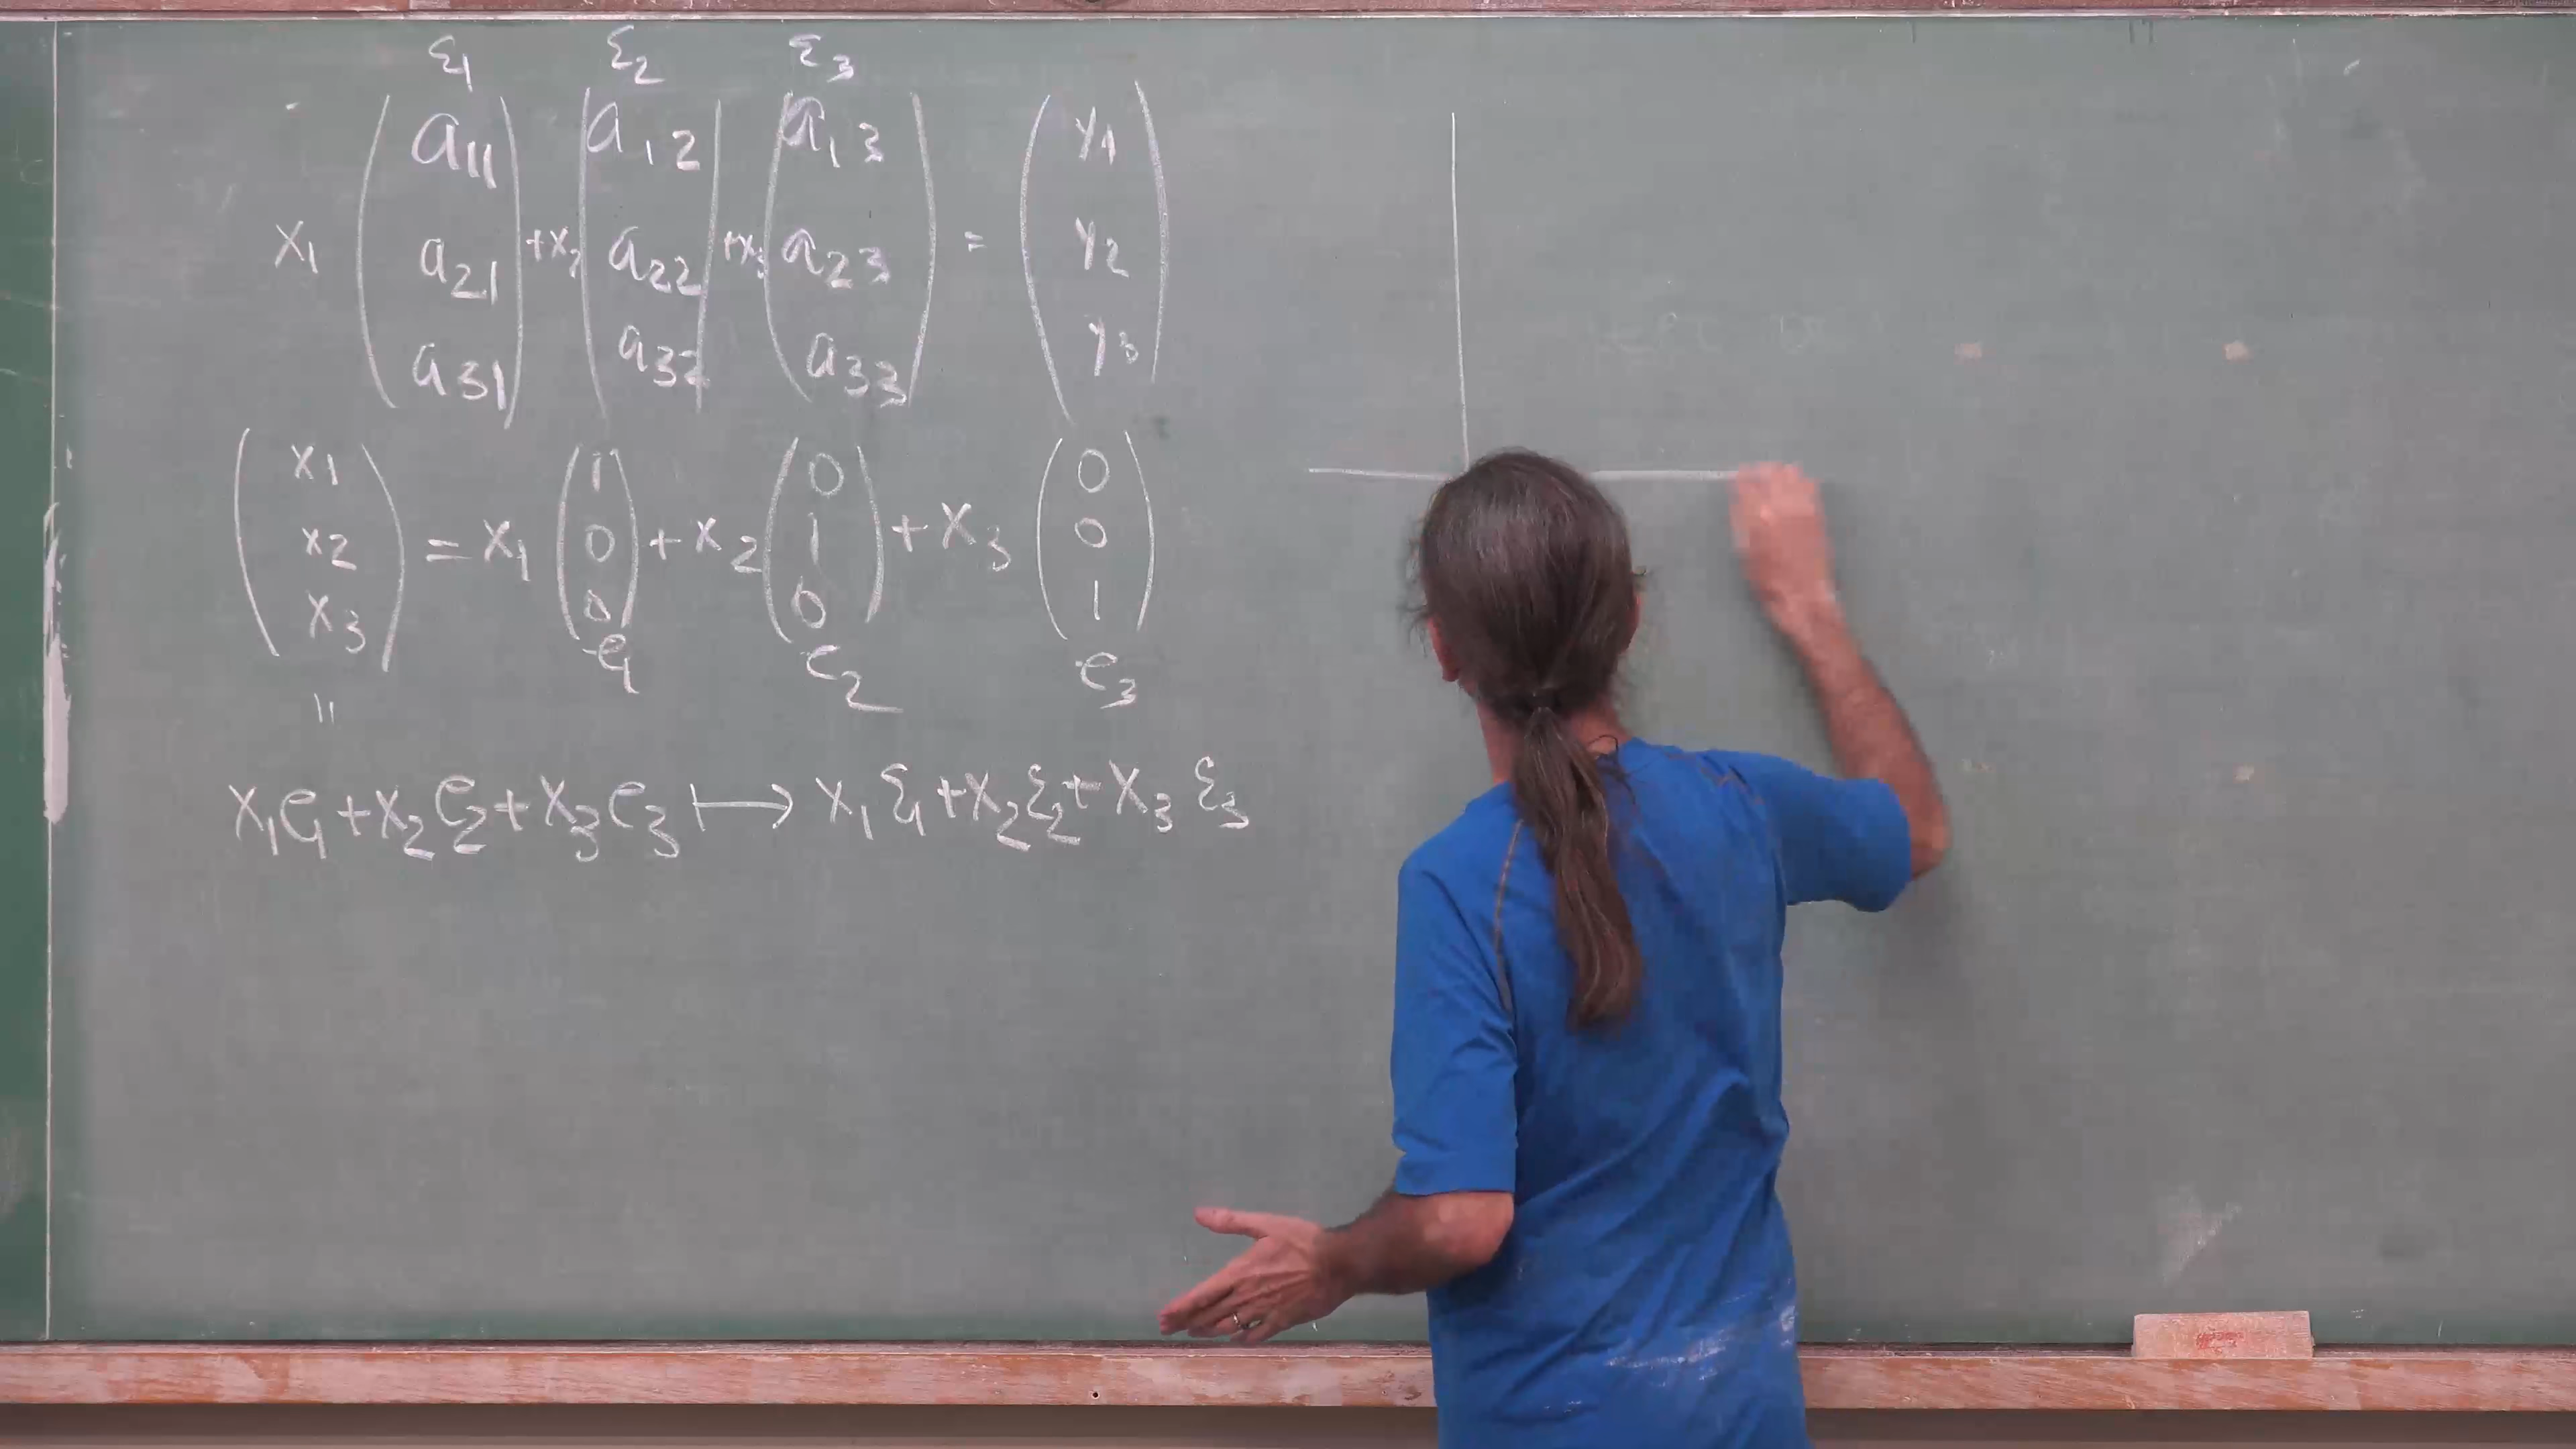 ε₁ ε₂ ε₃
x₁ (a₁₁ a₂₁ a₃₁) + x₂ (a₁₂ a₂₂ a₃₂) + x₃ (a₁₃ a₂₃ a₃₃) = (y₁ y₂ y₃)
(x₁ x₂ x₃) = x₁ (1 0 0) + x₂ (0 1 0) + x₃ (0 0 1)
e₁ e₂ e₃
॥
x₁e₁+x₂e₂+x₃e₃ ↦ x₁ε₁+x₂ε₂+x₃ε₃